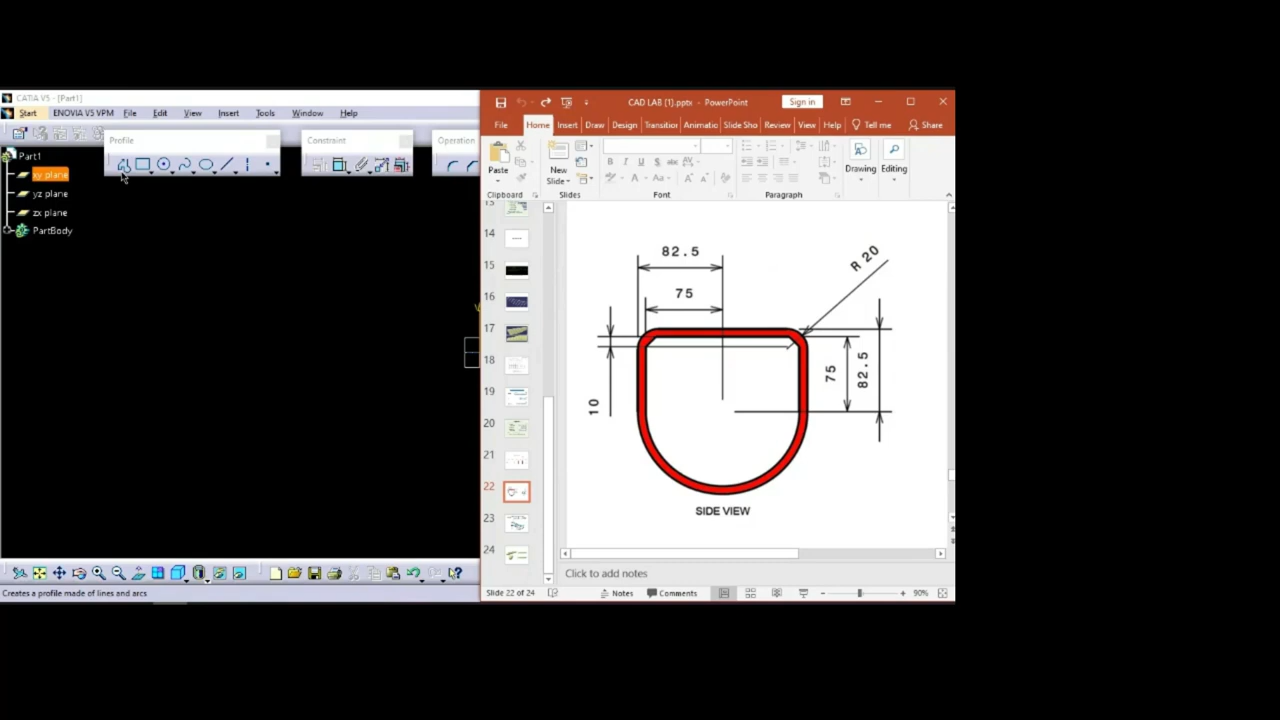 CATIA V5 - [Part1]
Start ENOVIA V5 VPM File Edit View Insert Tools Window Help
Profile
Constraint
Operation
Part1
xy plane
yz plane
zx plane
PartBody
Creates a profile made of lines and arcs
CAD LAB (1).pptx - PowerPoint
Sign in
File Home Insert Draw Design Transition Animatio Slide Sho Review View Help Tell me Share
Paste
New
Slide
Drawing
Editing
Clipboard
Slides
Font
Paragraph
13
14
15
16
17
18
19
20
21
22
23
24
82.5
R 20
75
75
82.5
10
SIDE VIEW
Click to add notes
Slide 22 of 24
Notes
Comments
90%